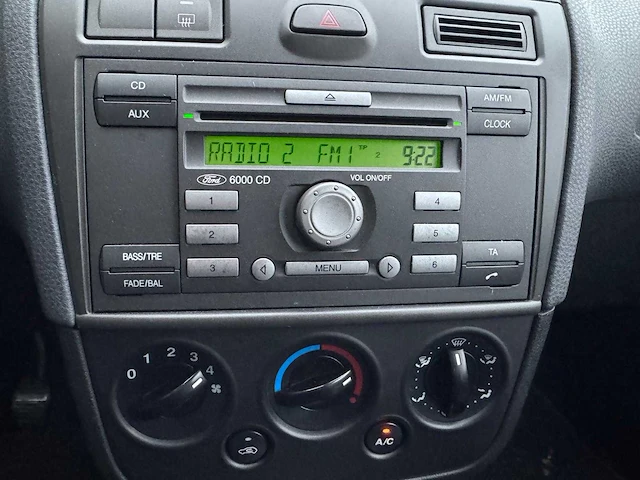 CD
AUX
AM/FM
CLOCK
RADIO 2 FM1 TP 2 9:22
Ford 6000 CD
VOL ON/OFF
1
2
3
4
5
6
BASS/TRE
FADE/BAL
MENU
TA
0 1 2 3 4
A/C